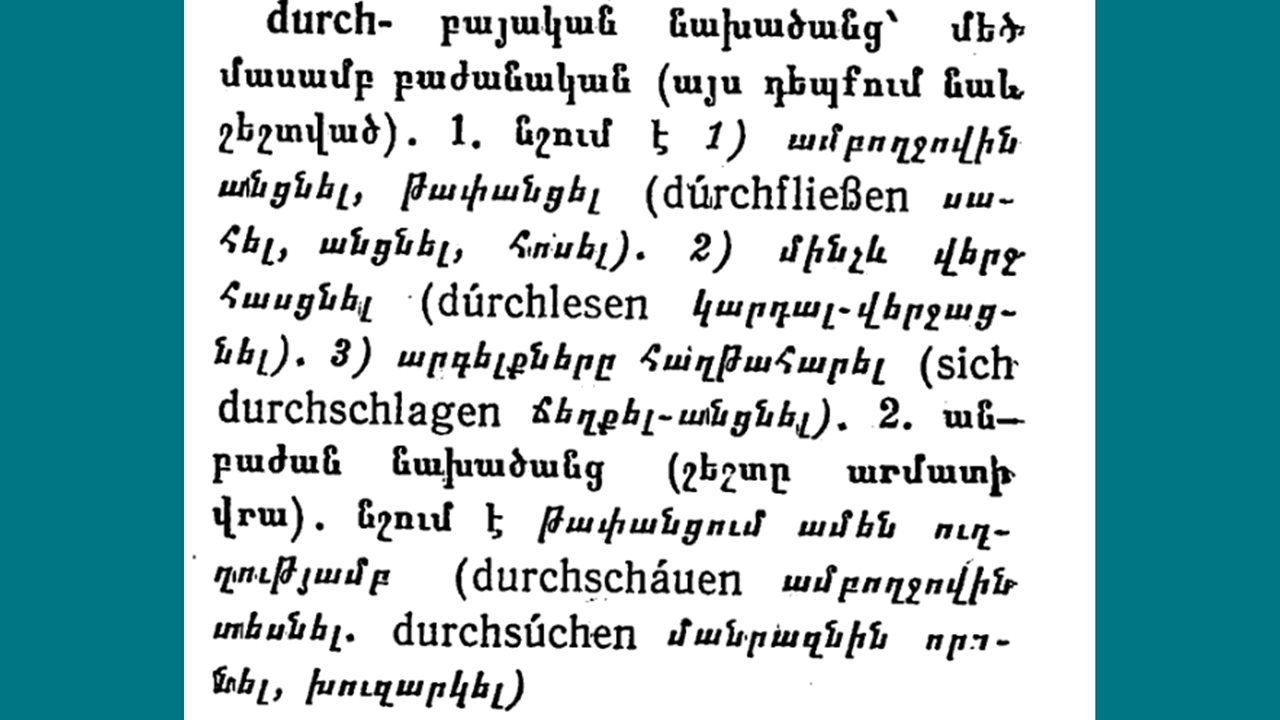 durch- բայական նախածանց՝ մեծ
մասամբ բաժանական (այս դեպքում նաև
շեշտված). 1. նշում է 1) ամբողջովին
անցնել, թափանցել (dúrchfließen սա-
հել, անցնել, հոսել). 2) մինչև վերջ
հասցնել (dúrchlesen կարդալ-վերջաց-
նել). 3) արգելքները հաղթահարել (sich
durchschlagen ճեղքել-անցնել). 2. ան-
բաժան նախածանց (շեշտը արմատի
վրա). նշում է թափանցում ամեն ուղ-
ղությամբ (durchscháuen ամբողջովին
տեսնել. durchsúchen մանրազնին որո-
նել, խուզարկել)